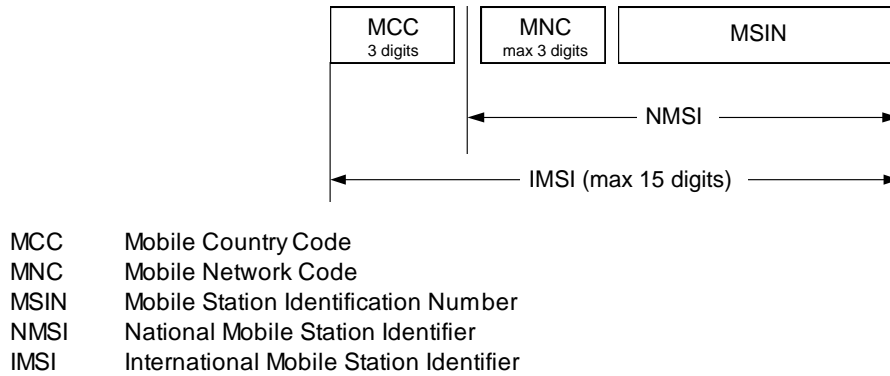 MCC MNC MSIN
3 digits max 3 digits
NMSI
IMSI (max 15 digits)
MCC Mobile Country Code
MNC Mobile Network Code
MSIN Mobile Station Identification Number
NMSI National Mobile Station Identifier
IMSI International Mobile Station Identifier